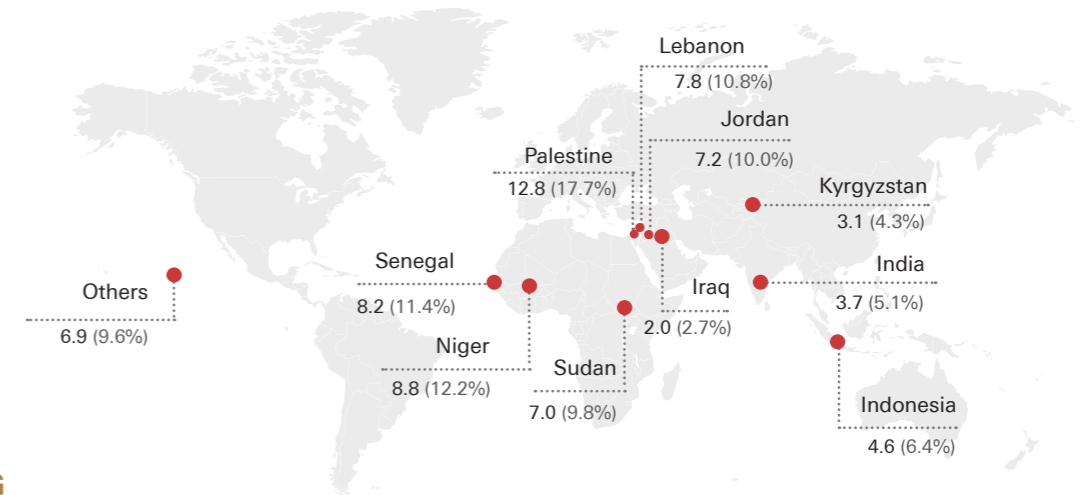 Lebanon
7.8 (10.8%)
Jordan
7.2 (10.0%)
Palestine
12.8 (17.7%)
Kyrgyzstan
3.1 (4.3%)
Senegal
8.2 (11.4%)
India
3.7 (5.1%)
Iraq
2.0 (2.7%)
Others
6.9 (9.6%)
Niger
8.8 (12.2%)
Sudan
7.0 (9.8%)
Indonesia
4.6 (6.4%)